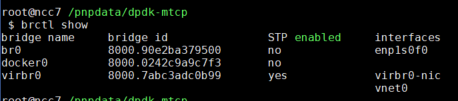 root@ncc7 /pnpdata/dpdk-mtcp
$ brctl show
bridge name bridge id STP enabled interfaces
br0 8000.90e2ba379500 no enp1s0f0
docker0 8000.0242c9a9c7f3 no
virbr0 8000.7abc3adc0b99 yes virbr0-nic
vnet0
root@ncc7 /pnpdata/dpdk-mtcp